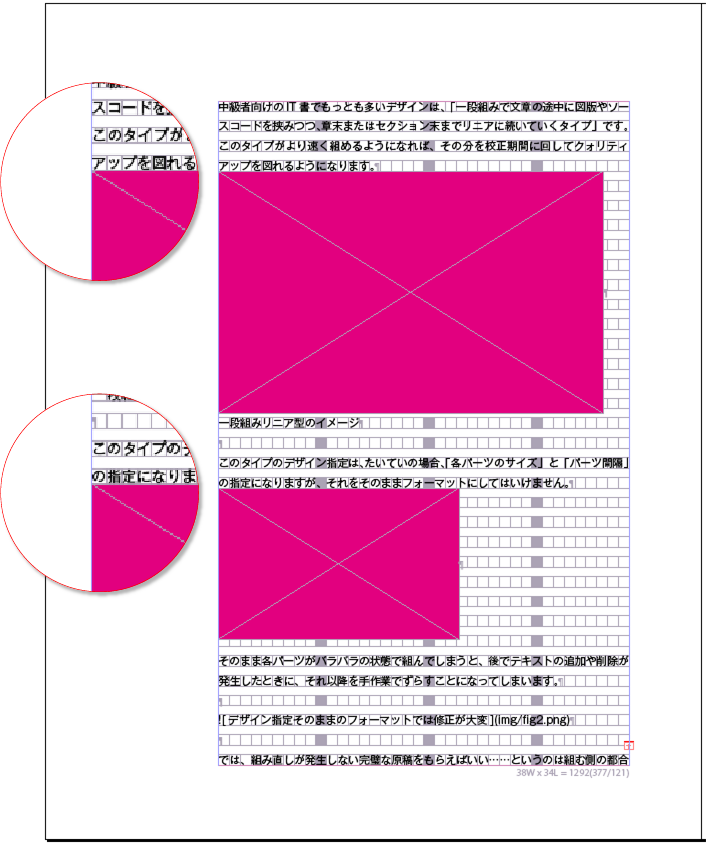 スコードを
このタイプが
アップを図れる
中級者向けの IT 書でもっとも多いデザインは、「一段組みで文章の途中に図版やソー
スコードを挟みつつ、章末またはセクション末までリニアに続いていくタイプ」です。
このタイプがより速く組めるようになれば、その分を校正期間に回してクォリティ
アップを図れるようになります。
一段組みリニア型のイメージ
このタイプの
の指定になりま
このタイプのデザイン指定は、たいていの場合、「各パーツのサイズ」と「パーツ間隔」
の指定になりますが、それをそのままフォーマットにしてはいけません。
そのまま各パーツがバラバラの状態で組んでしまうと、後でテキストの追加や削除が
発生したときに、それ以降を手作業でずらすことになってしまいます。
![デザイン指定そのままのフォーマットでは修正が大変](img/fig2.png)
では、組み直しが発生しない完璧な原稿をもらえばいい……というのは組む側の都合
38W x 34L = 1292(377/121)